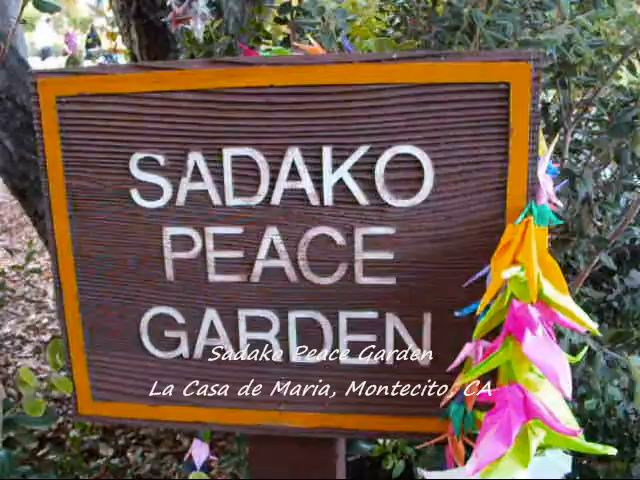 SADAKO
PEACE
GARDEN
Sadako Peace Garden
La Casa de Maria, Montecito, CA